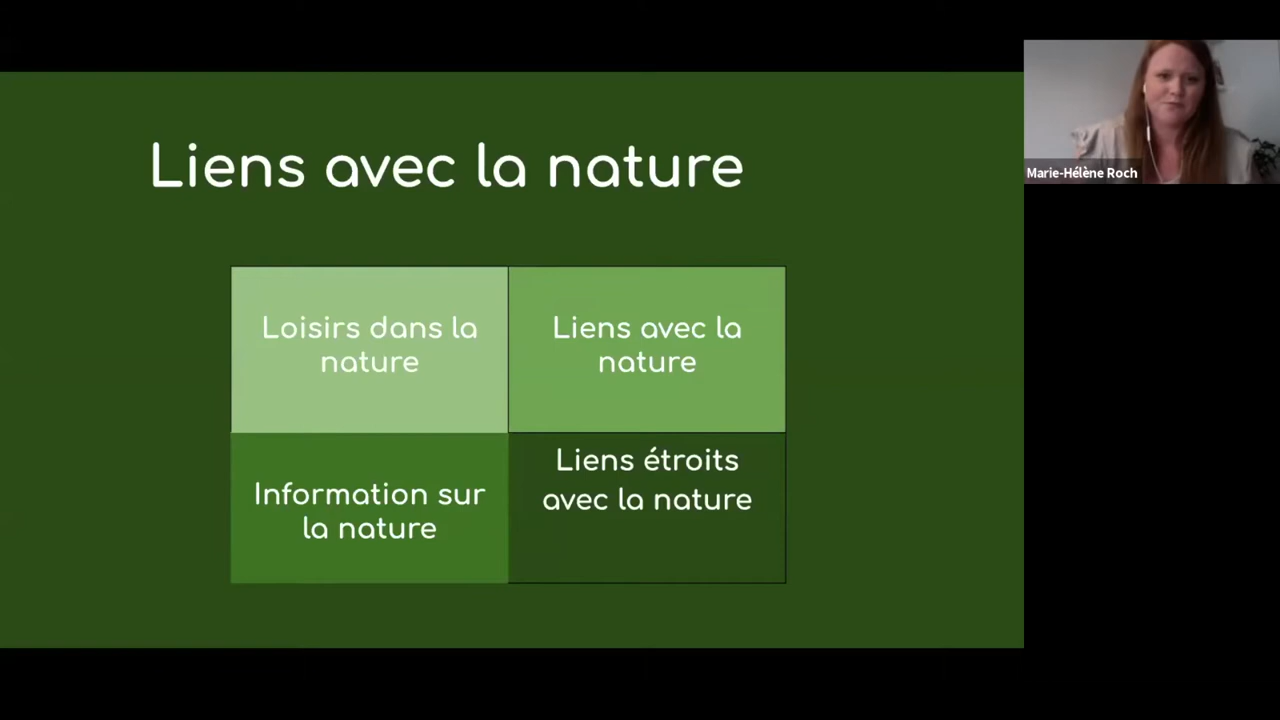 Liens avec la nature
Marie-Hélène Roch
Loisirs dans la
nature
Liens avec la
nature
Information sur
la nature
Liens étroits
avec la nature